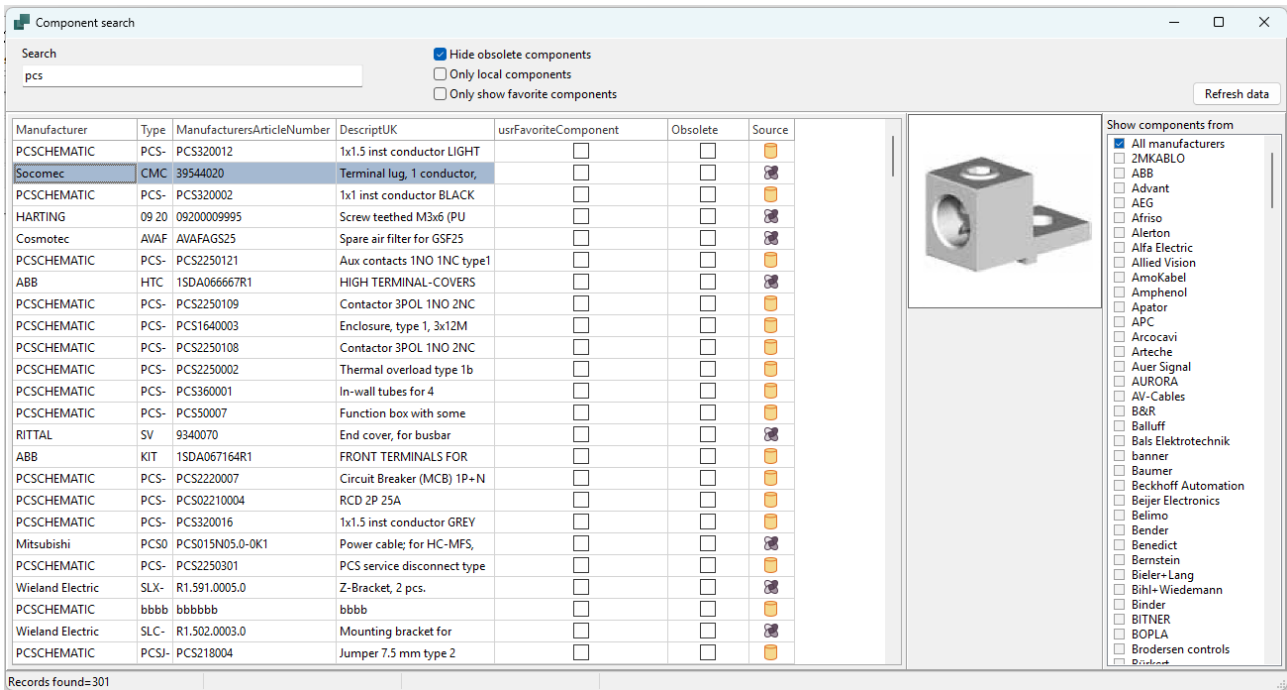 Component search
Search
pcs
Hide obsolete components
Only local components
Only show favorite components
Refresh data
Manufacturer Type ManufacturersArticleNumber DescriptUK usrFavoriteComponent Obsolete Source
PCSCHEMATIC PCS- PCS320012 1x1.5 inst conductor LIGHT
Socomec CMC 39544020 Terminal lug, 1 conductor,
PCSCHEMATIC PCS- PCS320002 1x1 inst conductor BLACK
HARTING 09 20 09200009995 Screw teethed M3x6 (PU
Cosmotec AVAF AVAFAGS25 Spare air filter for GSF25
PCSCHEMATIC PCS- PCS2250121 Aux contacts 1NO 1NC type1
ABB HTC 1SDA066667R1 HIGH TERMINAL-COVERS
PCSCHEMATIC PCS- PCS2250109 Contactor 3POL 1NO 2NC
PCSCHEMATIC PCS- PCS1640003 Enclosure, type 1, 3x12M
PCSCHEMATIC PCS- PCS2250108 Contactor 3POL 1NO 2NC
PCSCHEMATIC PCS- PCS2250002 Thermal overload type 1b
PCSCHEMATIC PCS- PCS360001 In-wall tubes for 4
PCSCHEMATIC PCS- PCS50007 Function box with some
RITTAL SV 9340070 End cover, for busbar
ABB KIT 1SDA067164R1 FRONT TERMINALS FOR
PCSCHEMATIC PCS- PCS2220007 Circuit Breaker (MCB) 1P+N
PCSCHEMATIC PCS- PCS02210004 RCD 2P 25A
PCSCHEMATIC PCS- PCS320016 1x1.5 inst conductor GREY
Mitsubishi PCS0 PCS015N05.0-0K1 Power cable; for HC-MFS,
PCSCHEMATIC PCS- PCS2250301 PCS service disconnect type
Wieland Electric SLX- R1.591.0005.0 Z-Bracket, 2 pcs.
PCSCHEMATIC bbbb bbbbbb bbbb
Wieland Electric SLC- R1.502.0003.0 Mounting bracket for
PCSCHEMATIC PCSJ- PCS218004 Jumper 7.5 mm type 2
Show components from
All manufacturers
2MKABLO
ABB
Advant
AEG
Afriso
Alerton
Alfa Electric
Allied Vision
AmoKabel
Amphenol
Apator
APC
Arcocavi
Arteche
Auer Signal
AURORA
AV-Cables
B&R
Balluff
Bals Elektrotechnik
banner
Baumer
Beckhoff Automation
Beijer Electronics
Belimo
Bender
Benedict
Bernstein
Bieler+Lang
Bihl+Wiedemann
Binder
BITNER
BOPLA
Brodersen controls
Records found=301